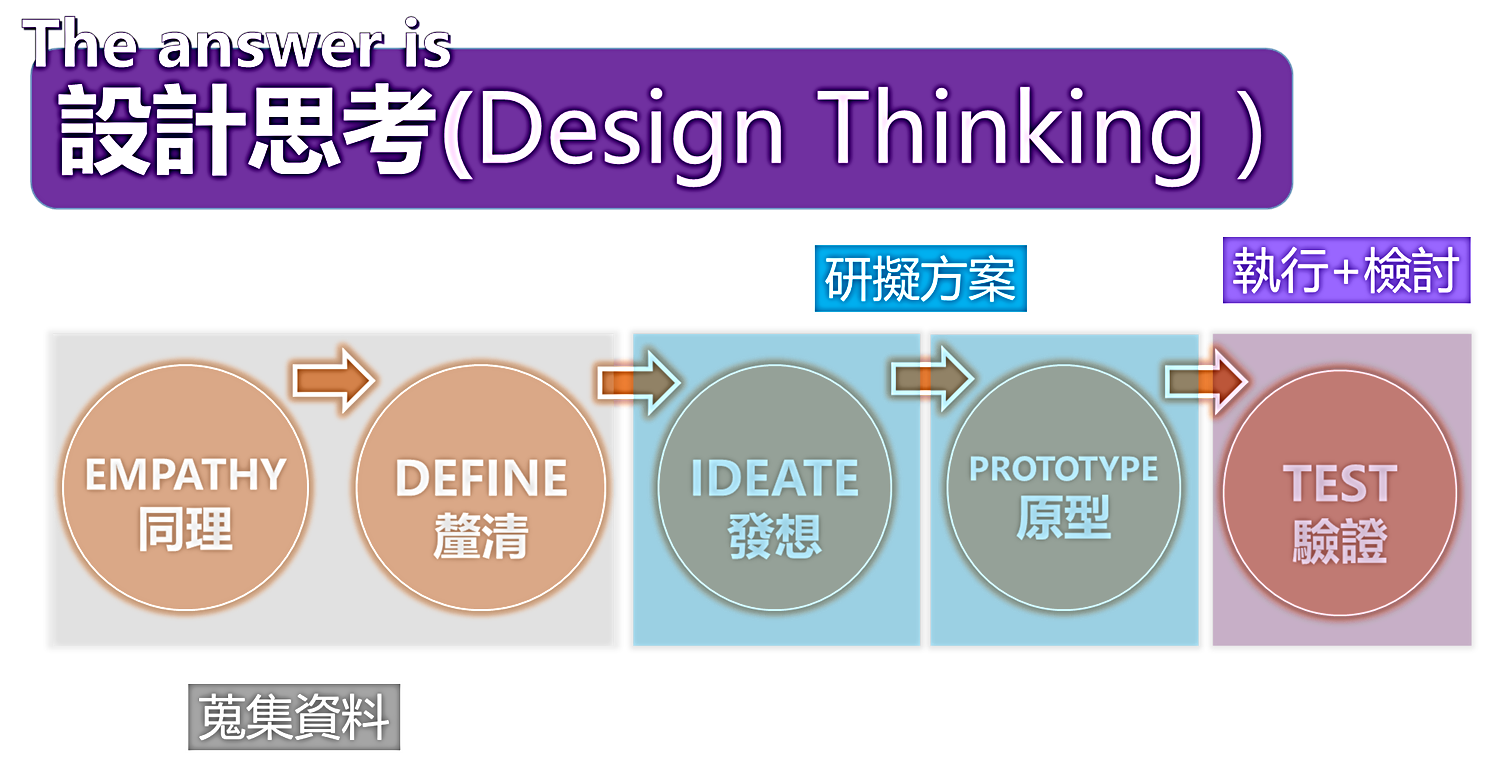 The answer is
設計思考(Design Thinking )
研擬方案
執行+檢討
EMPATHY
同理
DEFINE
釐清
IDEATE
發想
PROTOTYPE
原型
TEST
驗證
蒐集資料